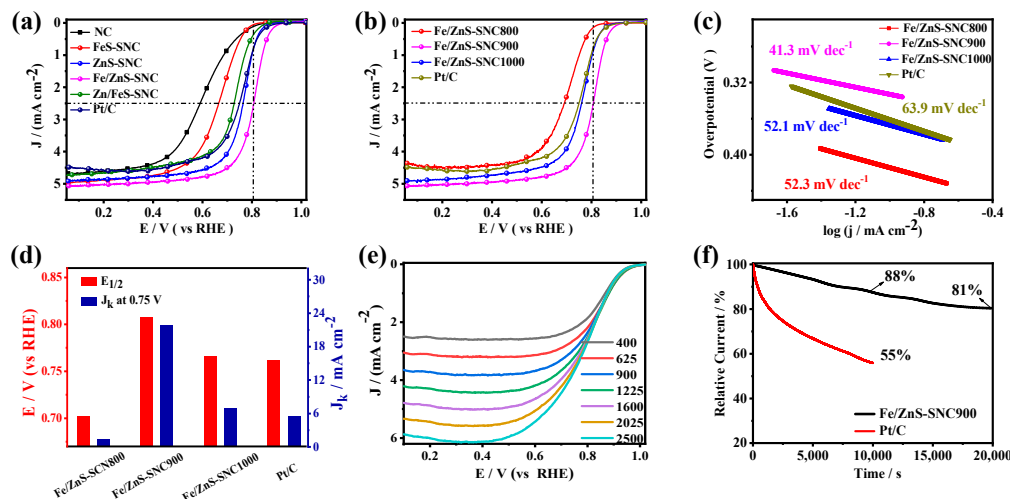 (a)
0
1
2
3
4
5
J / (mA cm-2)
NC
FeS-SNC
ZnS-SNC
Fe/ZnS-SNC
Zn/FeS-SNC
Pt/C
0.2 0.4 0.6 0.8 1.0
E / V ( vs RHE )
(b)
0
1
2
3
4
5
J / (mA cm-2)
Fe/ZnS-SNC800
Fe/ZnS-SNC900
Fe/ZnS-SNC1000
Pt/C
0.2 0.4 0.6 0.8 1.0
E / V ( vs RHE )
(c)
Overpotential (V)
0.32
0.40
Fe/ZnS-SNC800
Fe/ZnS-SNC900
Fe/ZnS-SNC1000
Pt/C
41.3 mV dec-1
63.9 mV dec-1
52.1 mV dec-1
52.3 mV dec-1
-1.6 -1.2 -0.8 -0.4
log (j / mA cm-2)
(d)
E / V (vs RHE)
0.85
0.80
0.75
0.70
E1/2
Jk at 0.75 V
30
24
18
12
6
0
Jk / mA cm-2
Fe/ZnS-SCN800
Fe/ZnS-SNC900
Fe/ZnS-SNC1000
Pt/C
(e)
0
2
4
6
J / (mA cm-2)
400
625
900
1225
1600
2025
2500
0.2 0.4 0.6 0.8 1.0
E / V (vs RHE)
(f)
Relative Current / %
100
80
60
40
20
88%
81%
55%
Fe/ZnS-SNC900
Pt/C
0 5,000 10,000 15,000 20,000
Time / s